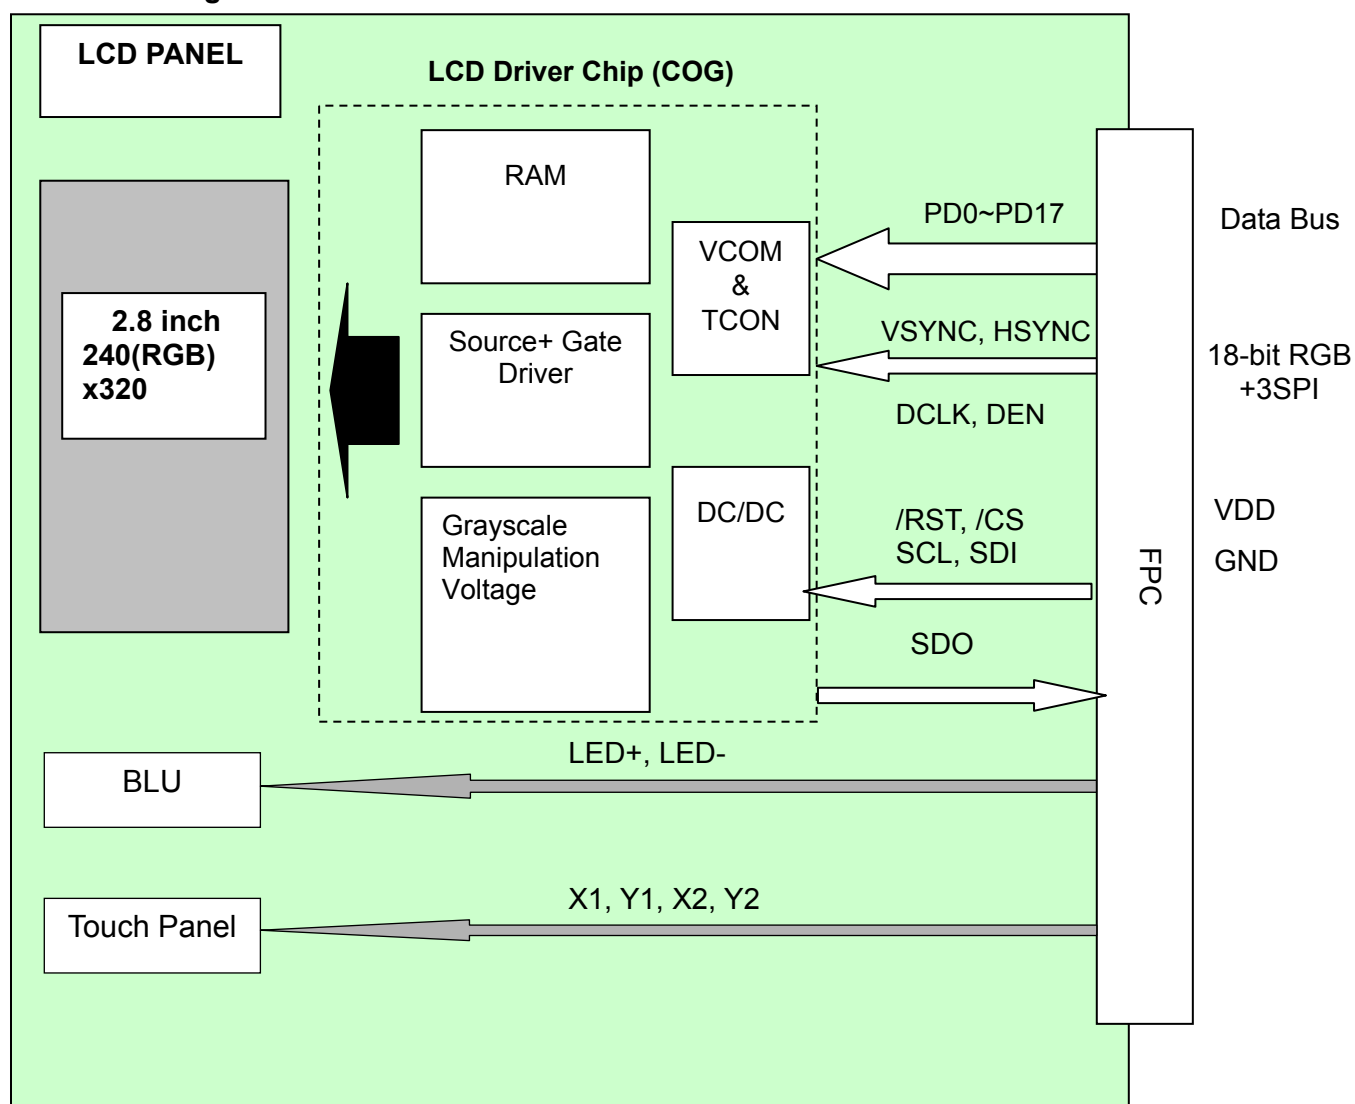 LCD PANEL
LCD Driver Chip (COG)
RAM
PD0~PD17
Data Bus
VCOM
&
TCON
2.8 inch
240(RGB)
x320
Source+ Gate
Driver
VSYNC, HSYNC
18-bit RGB
+3SPI
DCLK, DEN
Grayscale
Manipulation
Voltage
DC/DC
/RST, /CS
SCL, SDI
VDD
GND
FPC
SDO
LED+, LED-
BLU
X1, Y1, X2, Y2
Touch Panel